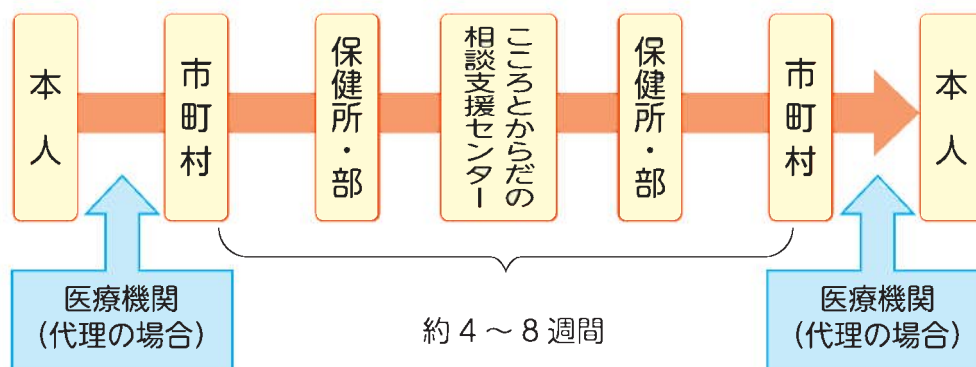 本人
市町村
保健所・部
こころとからだの
相談支援センター
保健所・部
市町村
本人
医療機関
(代理の場合)
約4〜8週間
医療機関
(代理の場合)